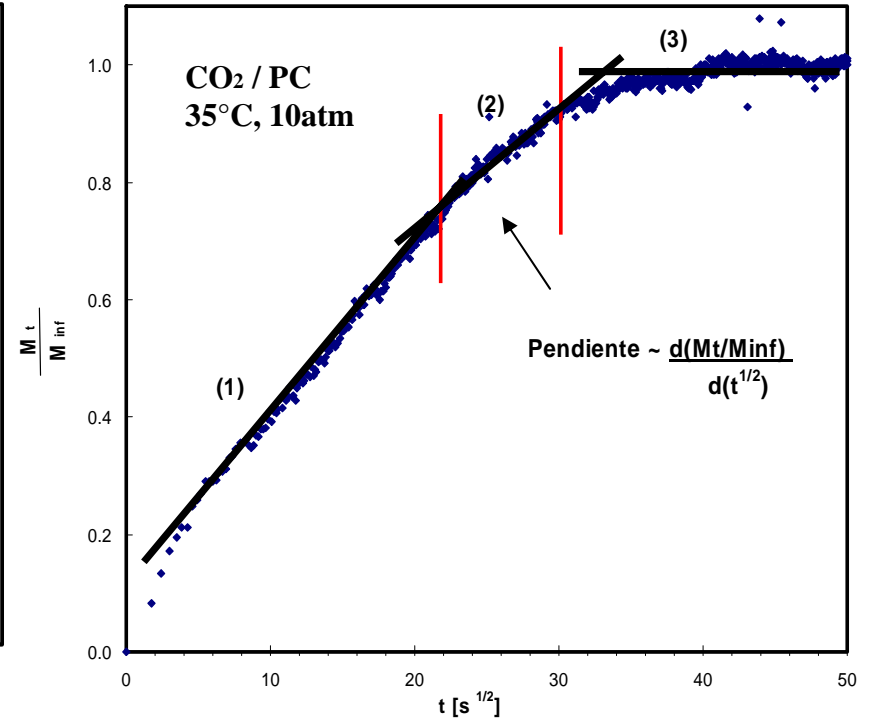 CO2 / PC
35°C, 10atm
(1)
(2)
(3)
Pendiente ~ d(Mt/Minf)
d(t1/2)
M t
M inf
1.0
0.8
0.6
0.4
0.2
0.0
0 10 20 30 40 50
t [s 1/2]